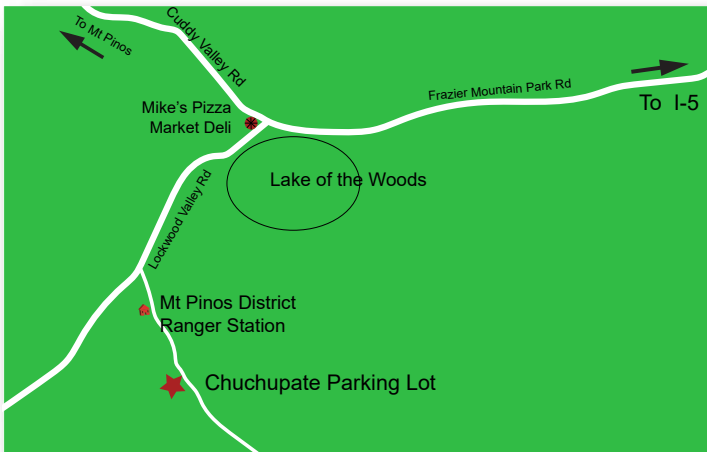 To Mt Pinos
Cuddy Valley Rd
Frazier Mountain Park Rd
To I-5
Mike's Pizza
Market Deli
Lake of the Woods
Lockwood Valley Rd
Mt Pinos District
Ranger Station
Chuchupate Parking Lot